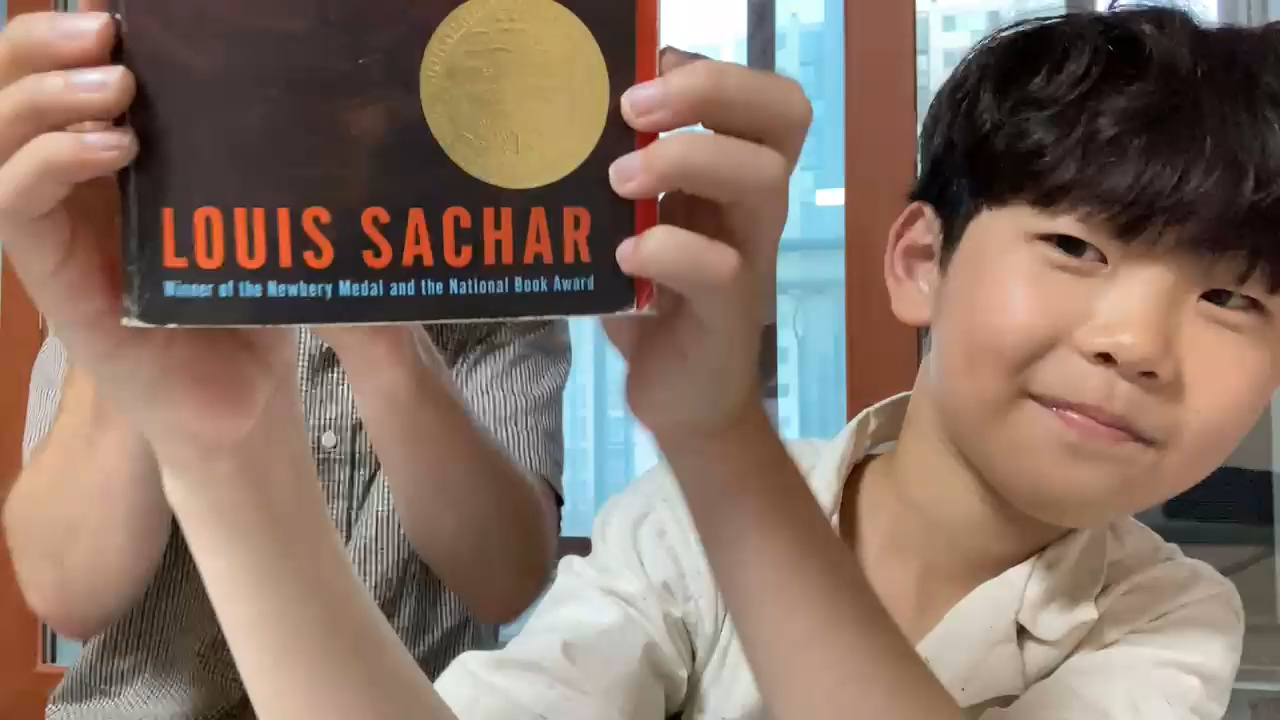 LOUIS SACHAR
Winner of the Newbery Medal and the National Book Award